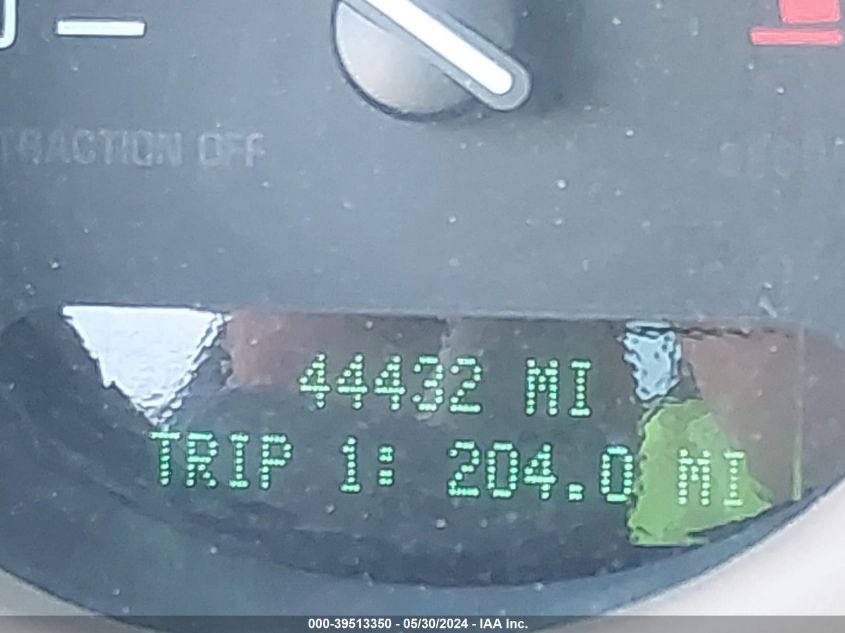 TRACTION OFF
44432 MI
TRIP 1: 204.0 MI
000-39513350 - 05/30/2024 - IAA Inc.